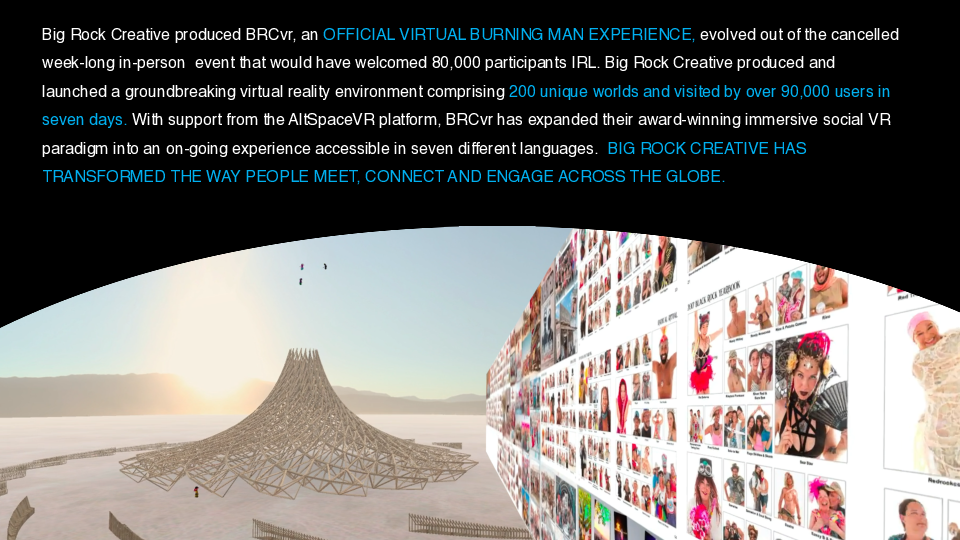 Big Rock Creative produced BRCvr, an OFFICIAL VIRTUAL BURNING MAN EXPERIENCE, evolved out of the cancelled
week-long in-person  event that would have welcomed 80,000 participants IRL. Big Rock Creative produced and
launched a groundbreaking virtual reality environment comprising 200 unique worlds and visited by over 90,000 users in
seven days. With support from the AltSpaceVR platform, BRCvr has expanded their award-winning immersive social VR
paradigm into an on-going experience accessible in seven different languages.  BIG ROCK CREATIVE HAS
TRANSFORMED THE WAY PEOPLE MEET, CONNECT AND ENGAGE ACROSS THE GLOBE.
BLACK ROCK YEARBOOK